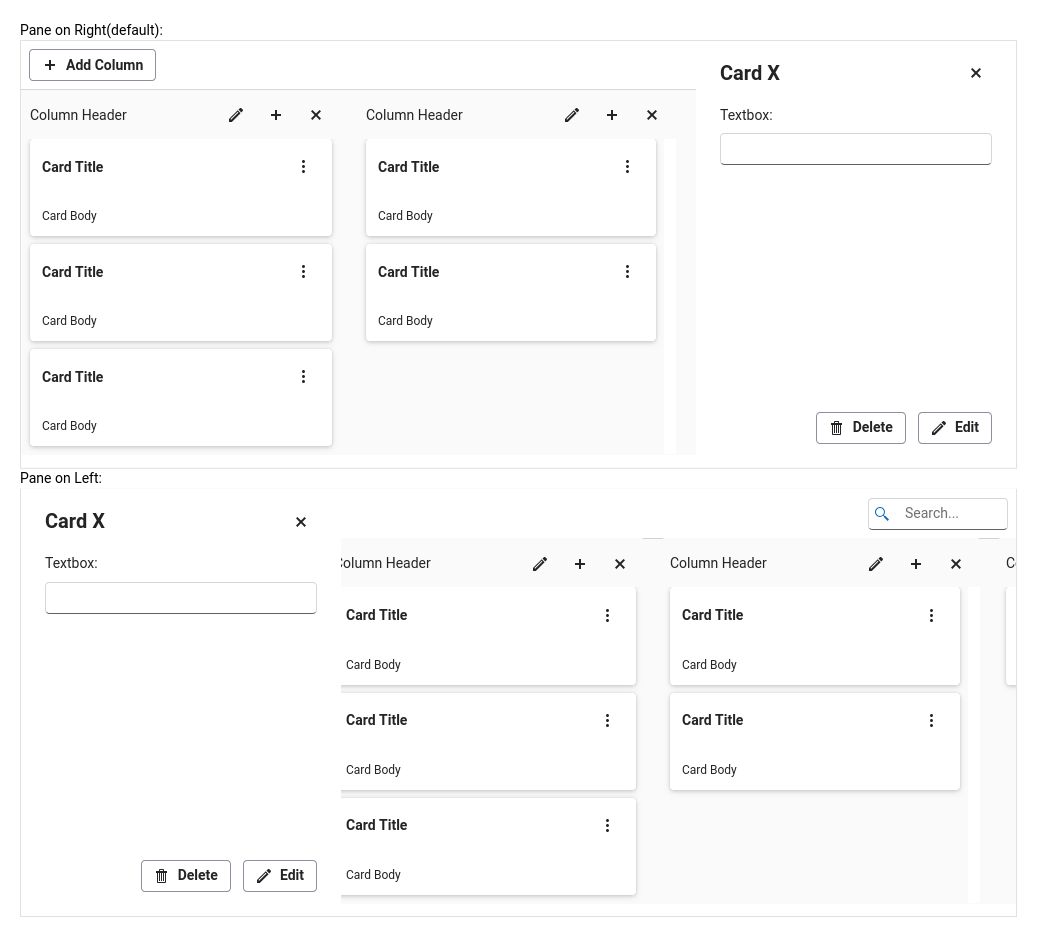 Pane on Right(default):
Add Column
Card X
Column Header
Column Header
Textbox:
Card Title
Card Title
Card Body
Card Body
Card Title
Card Title
Card Body
Card Body
Card Title
Card Body
Delete
Edit
Pane on Left:
Card X
Search...
Textbox:
Column Header
Column Header
C
Card Title
Card Title
Card Body
Card Body
Card Title
Card Title
Card Body
Card Body
Card Title
Card Body
Delete
Edit